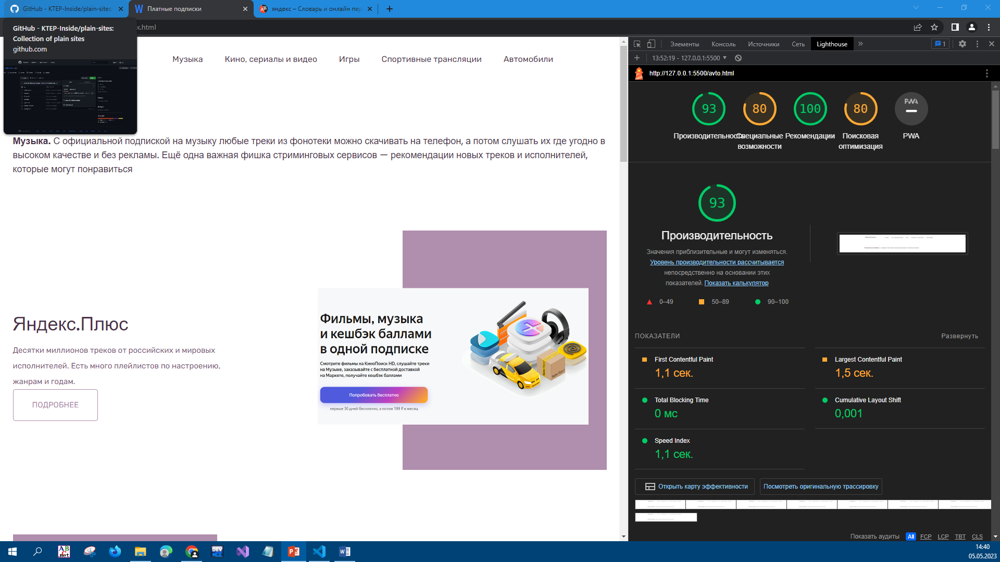 GitHub - KTEP-Inside/plain-sites:
Платные подписки
яндекс – Словарь и онлайн пер
GitHub - KTEP-Inside/plain-sites:
Collection of plain sites
github.com
x.html
Музыка
Кино, сериалы и видео
Игры
Спортивные трансляции
Автомобили
Музыка. С официальной подпиской на музыку любые треки из фонотеки можно скачивать на телефон, а потом слушать их где угодно в
высоком качестве и без рекламы. Ещё одна важная фишка стриминговых сервисов — рекомендации новых треков и исполнителей,
которые могут понравиться
Яндекс.Плюс
Десятки миллионов треков от российских и мировых
исполнителей. Есть много плейлистов по настроению,
жанрам и годам.
ПОДРОБНЕЕ
Фильмы, музыка
и кешбэк баллами
в одной подписке
Смотрите фильмы на КиноПоиск HD, слушайте треки
на Музыке, заказывайте с бесплатной доставкой
на Маркете, получайте кешбэк баллами
Попробовать бесплатно
первые 30 дней бесплатно, а потом 199 ₽ в месяц
Элементы
Консоль
Источники
Сеть
Lighthouse
1
13:52:19 - 127.0.0.1:5500
http://127.0.0.1:5500/avto.html
93
80
100
80
PWA
Производительность
Специальные
возможности
Рекомендации
Поисковая
оптимизация
PWA
93
Производительность
Значения приблизительные и могут изменяться.
Уровень производительности рассчитывается
непосредственно на основании этих
показателей. Показать калькулятор
0–49
50–89
90–100
ПОКАЗАТЕЛИ
Развернуть
First Contentful Paint
1,1 сек.
Largest Contentful Paint
1,5 сек.
Total Blocking Time
0 мс
Cumulative Layout Shift
0,001
Speed Index
1,1 сек.
Открыть карту эффективности
Посмотреть оригинальную трассировку
Показать аудиты
All
FCP
LCP
TBT
CLS
14:40
05.05.2023